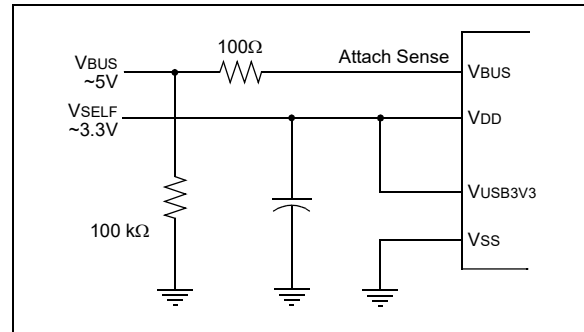 100Ω
VBUS
~5V
Attach Sense
VBUS
VSELF
~3.3V
VDD
100 kΩ
VUSB3V3
VSS